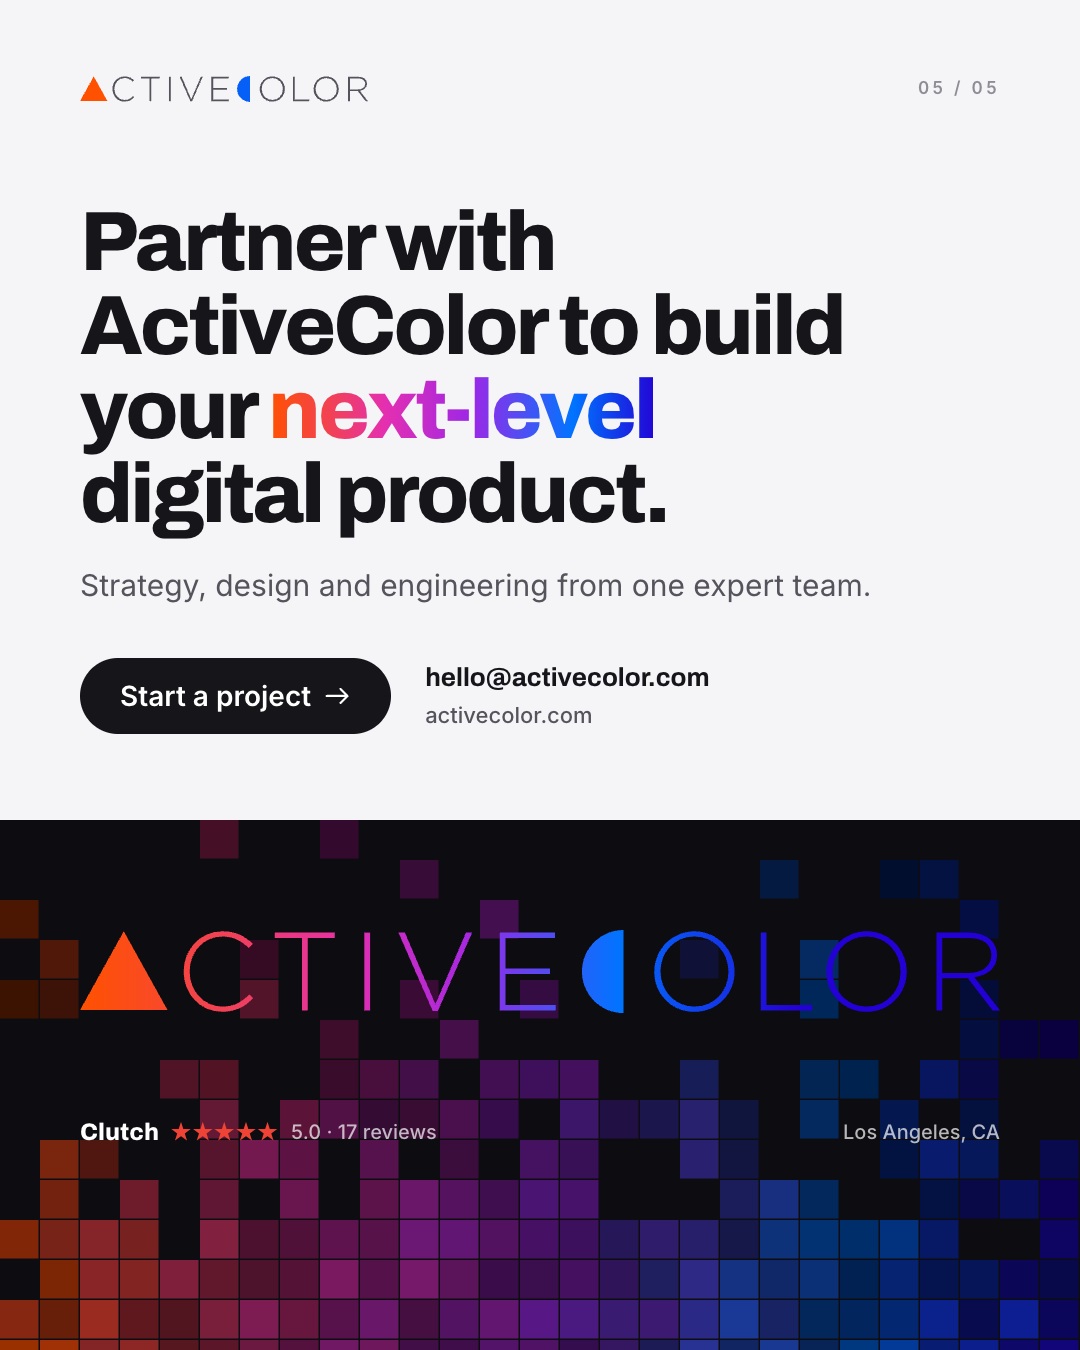 ACTIVECOLOR
05 / 05
Partner with
ActiveColor to build
your next-level
digital product.
Strategy, design and engineering from one expert team.
Start a project →
hello@activecolor.com
activecolor.com
ACTIVECOLOR
Clutch ★★★★★ 5.0 · 17 reviews
Los Angeles, CA